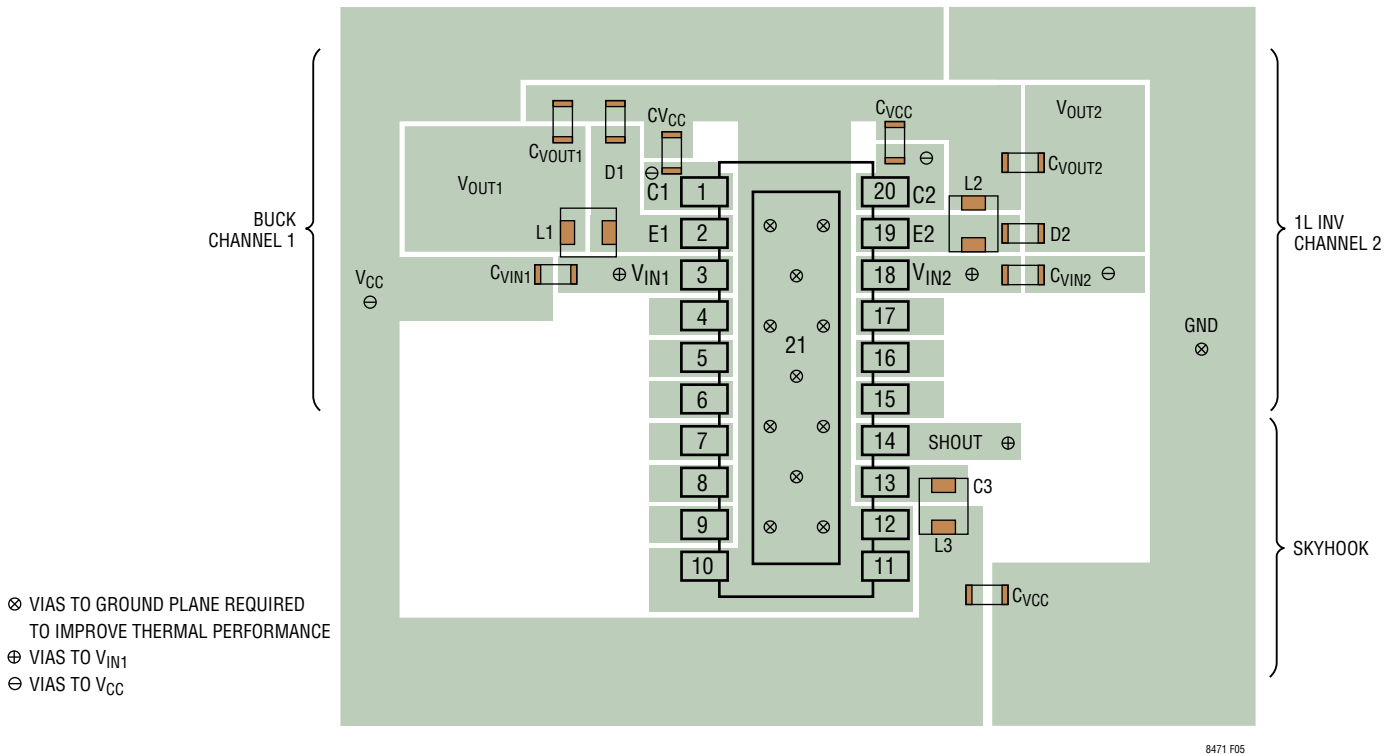 BUCK
CHANNEL 1
VCC
VOUT1
CVOUT1
D1
CVCC
C1
L1
E1
CVIN1
VIN1
1
2
3
4
5
6
7
8
9
10
21
20
19
18
17
16
15
14
13
12
11
CVCC
C2
L2
E2
VOUT2
CVOUT2
D2
VIN2
CVIN2
GND
SHOUT
C3
L3
CVCC
1L INV
CHANNEL 2
SKYHOOK
⊗ VIAS TO GROUND PLANE REQUIRED
TO IMPROVE THERMAL PERFORMANCE
⊕ VIAS TO VIN1
⊖ VIAS TO VCC
8471 F05